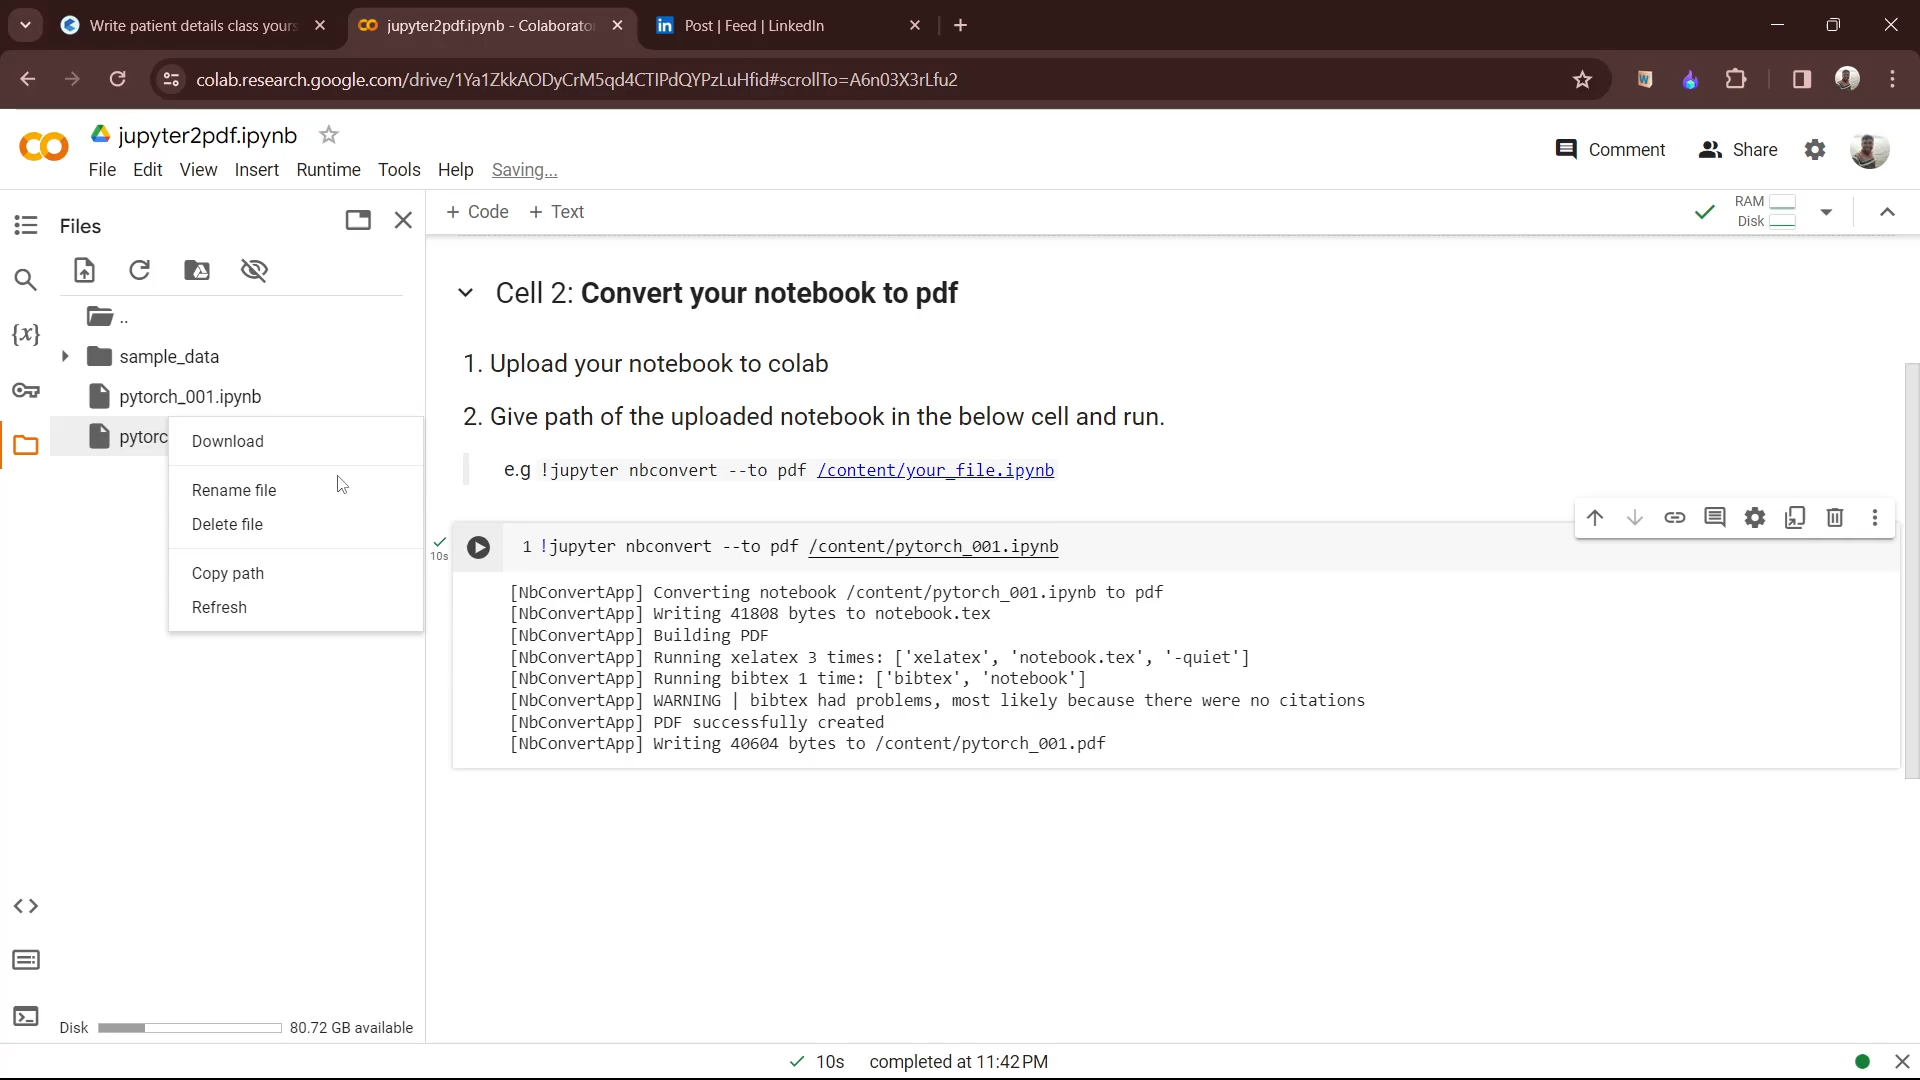 Write patient details class yours
jupyter2pdf.ipynb - Colaborato
Post | Feed | LinkedIn
colab.research.google.com/drive/1Ya1ZkkAODyCrM5qd4CTIPdQYPzLuHfid#scrollTo=A6n03X3rLfu2
jupyter2pdf.ipynb
File Edit View Insert Runtime Tools Help Saving...
Comment
Share
Files
+ Code + Text
RAM
Disk
..
sample_data
pytorch_001.ipynb
pytorc
Download
Rename file
Delete file
Copy path
Refresh
Cell 2: Convert your notebook to pdf
1. Upload your notebook to colab
2. Give path of the uploaded notebook in the below cell and run.
e.g !jupyter nbconvert --to pdf /content/your_file.ipynb
10s
1 !jupyter nbconvert --to pdf /content/pytorch_001.ipynb
[NbConvertApp] Converting notebook /content/pytorch_001.ipynb to pdf
[NbConvertApp] Writing 41808 bytes to notebook.tex
[NbConvertApp] Building PDF
[NbConvertApp] Running xelatex 3 times: ['xelatex', 'notebook.tex', '-quiet']
[NbConvertApp] Running bibtex 1 time: ['bibtex', 'notebook']
[NbConvertApp] WARNING | bibtex had problems, most likely because there were no citations
[NbConvertApp] PDF successfully created
[NbConvertApp] Writing 40604 bytes to /content/pytorch_001.pdf
Disk 80.72 GB available
10s completed at 11:42 PM